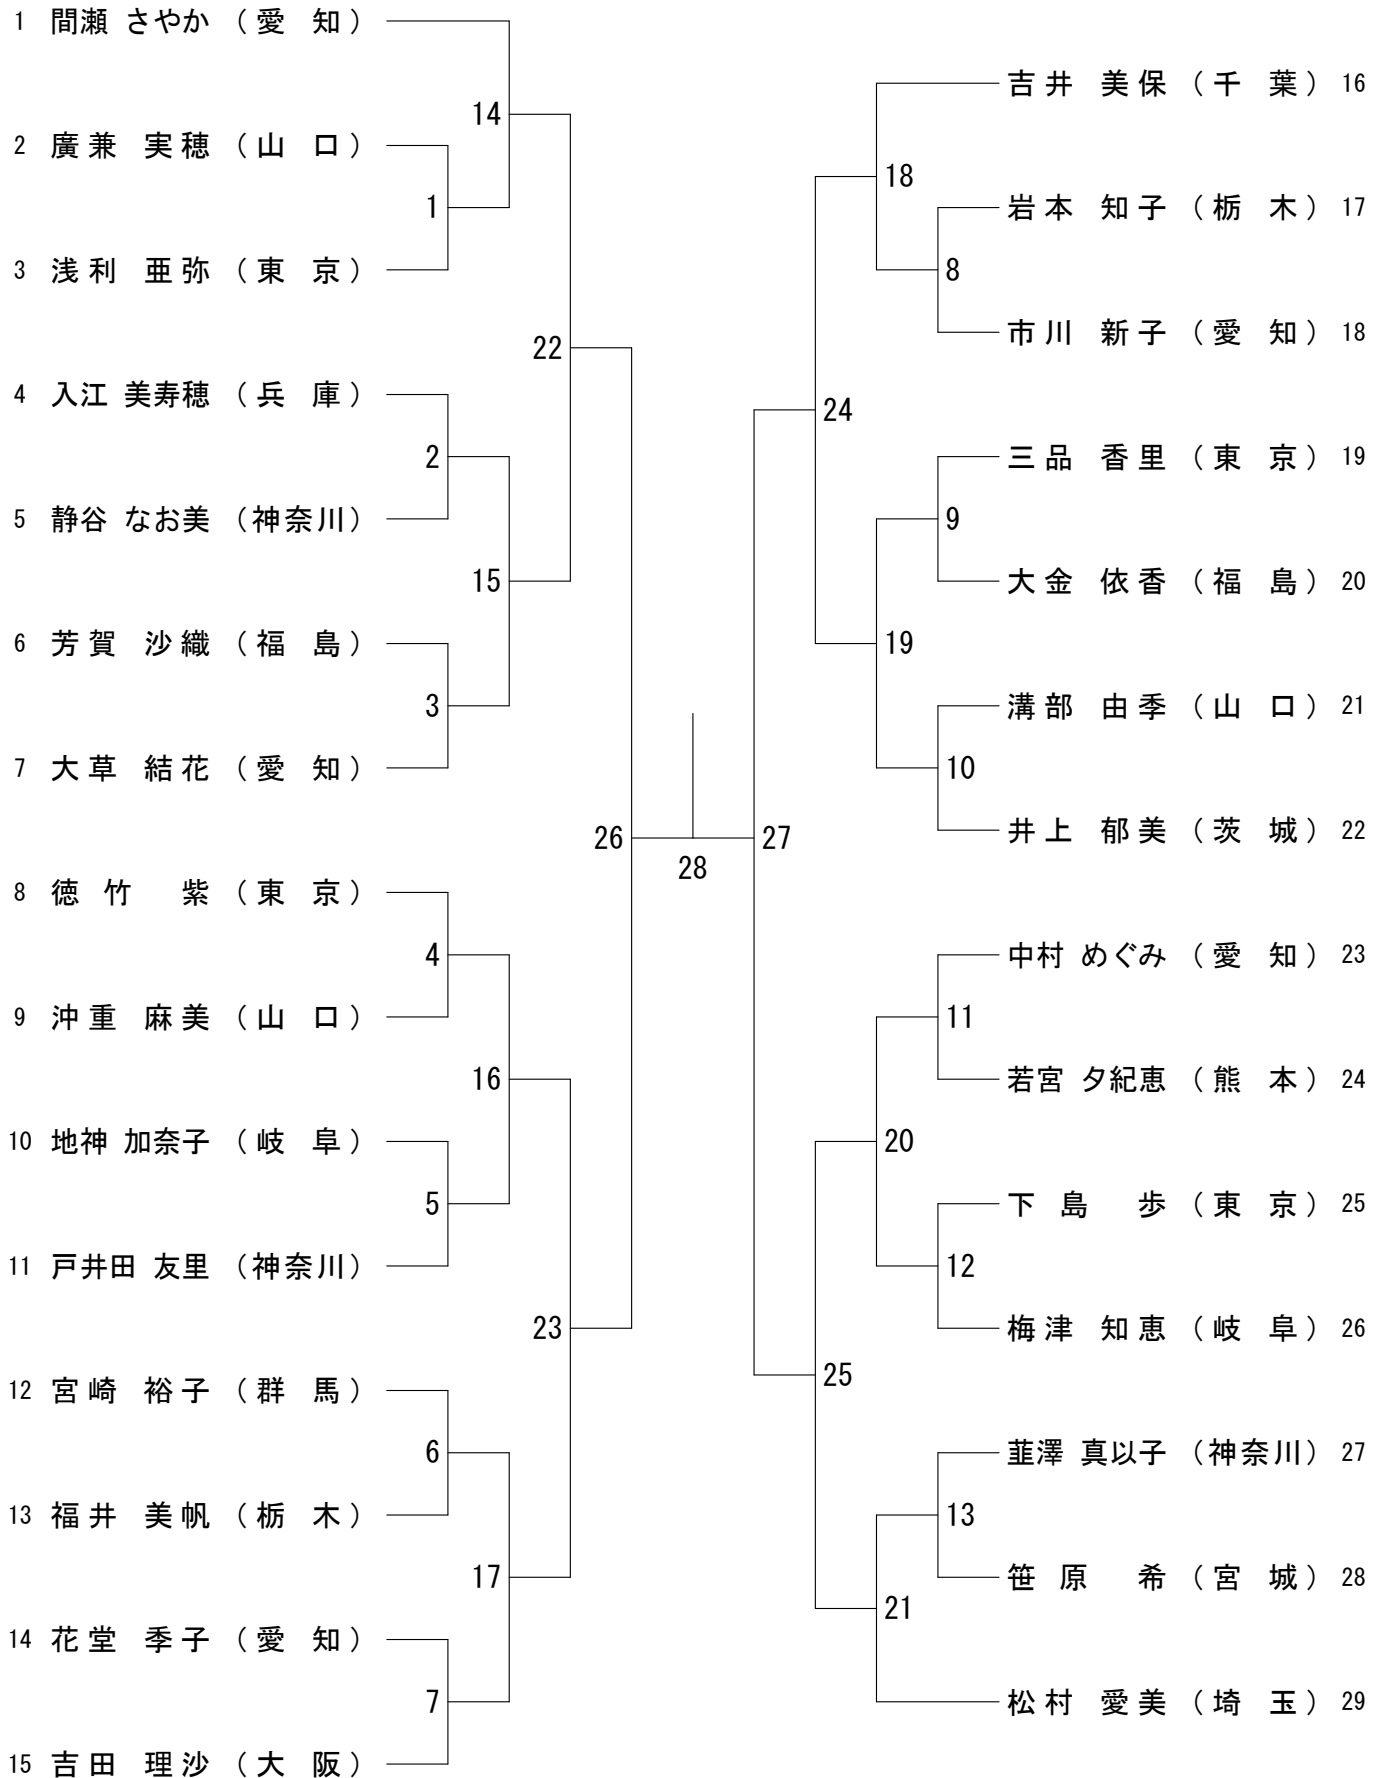 1 間瀬 さやか （愛 知）
2 廣兼 実穂 （山 口）
3 浅利 亜弥 （東 京）
4 入江 美寿穂 （兵 庫）
5 静谷 なお美 （神奈川）
6 芳賀 沙織 （福 島）
7 大草 結花 （愛 知）
8 徳竹 紫 （東 京）
9 沖重 麻美 （山 口）
10 地神 加奈子 （岐 阜）
11 戸井田 友里 （神奈川）
12 宮崎 裕子 （群 馬）
13 福井 美帆 （栃 木）
14 花堂 季子 （愛 知）
15 吉田 理沙 （大 阪）
1
2
3
4
5
6
7
14
15
16
17
22
23
26
28
27
24
25
18
19
20
21
8
9
10
11
12
13
吉井 美保 （千 葉） 16
岩本 知子 （栃 木） 17
市川 新子 （愛 知） 18
三品 香里 （東 京） 19
大金 依香 （福 島） 20
溝部 由季 （山 口） 21
井上 郁美 （茨 城） 22
中村 めぐみ （愛 知） 23
若宮 夕紀恵 （熊 本） 24
下島 歩 （東 京） 25
梅津 知恵 （岐 阜） 26
韮澤 真以子 （神奈川） 27
笹原 希 （宮 城） 28
松村 愛美 （埼 玉） 29